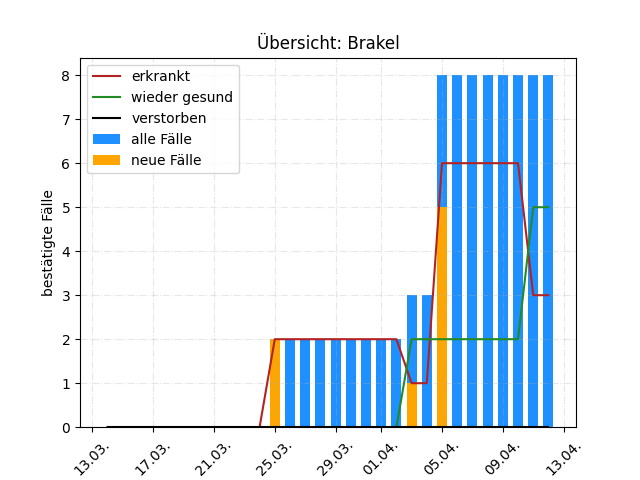 Übersicht: Brakel
erkrankt
wieder gesund
verstorben
alle Fälle
neue Fälle
bestätigte Fälle
8
7
6
5
4
3
2
1
0
13.03.
17.03.
21.03.
25.03.
29.03.
01.04.
05.04.
09.04.
13.04.